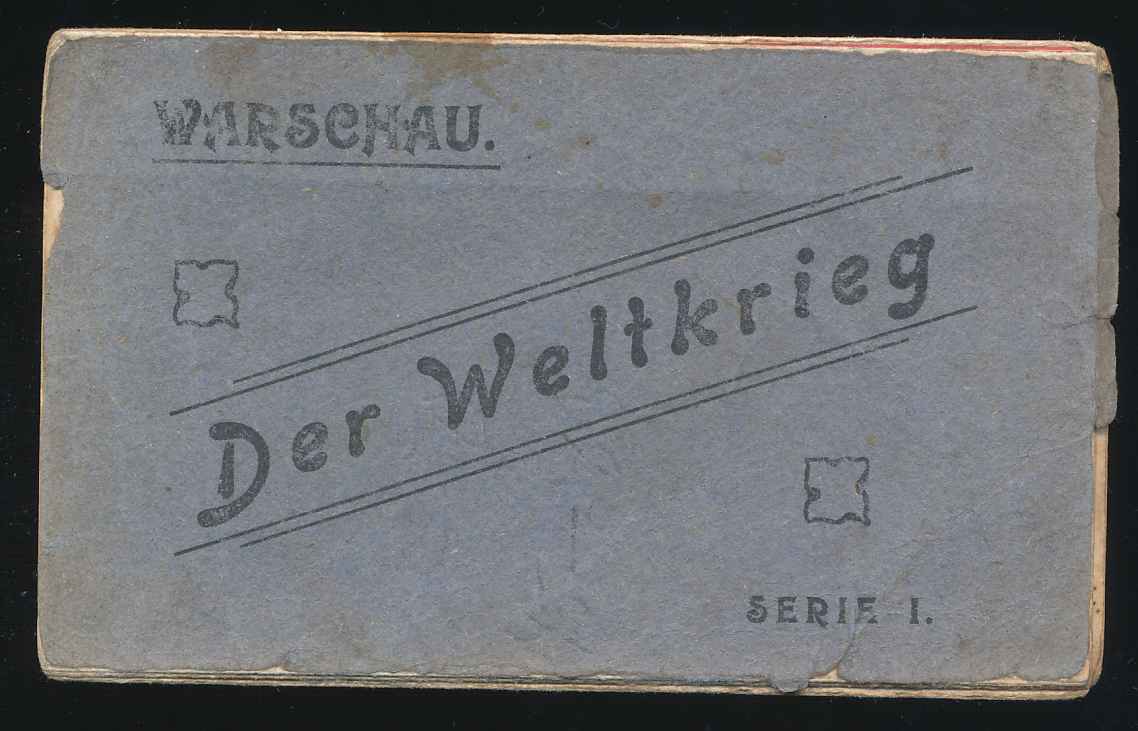 WARSCHAU.
Der Weltkrieg
SERIE I.